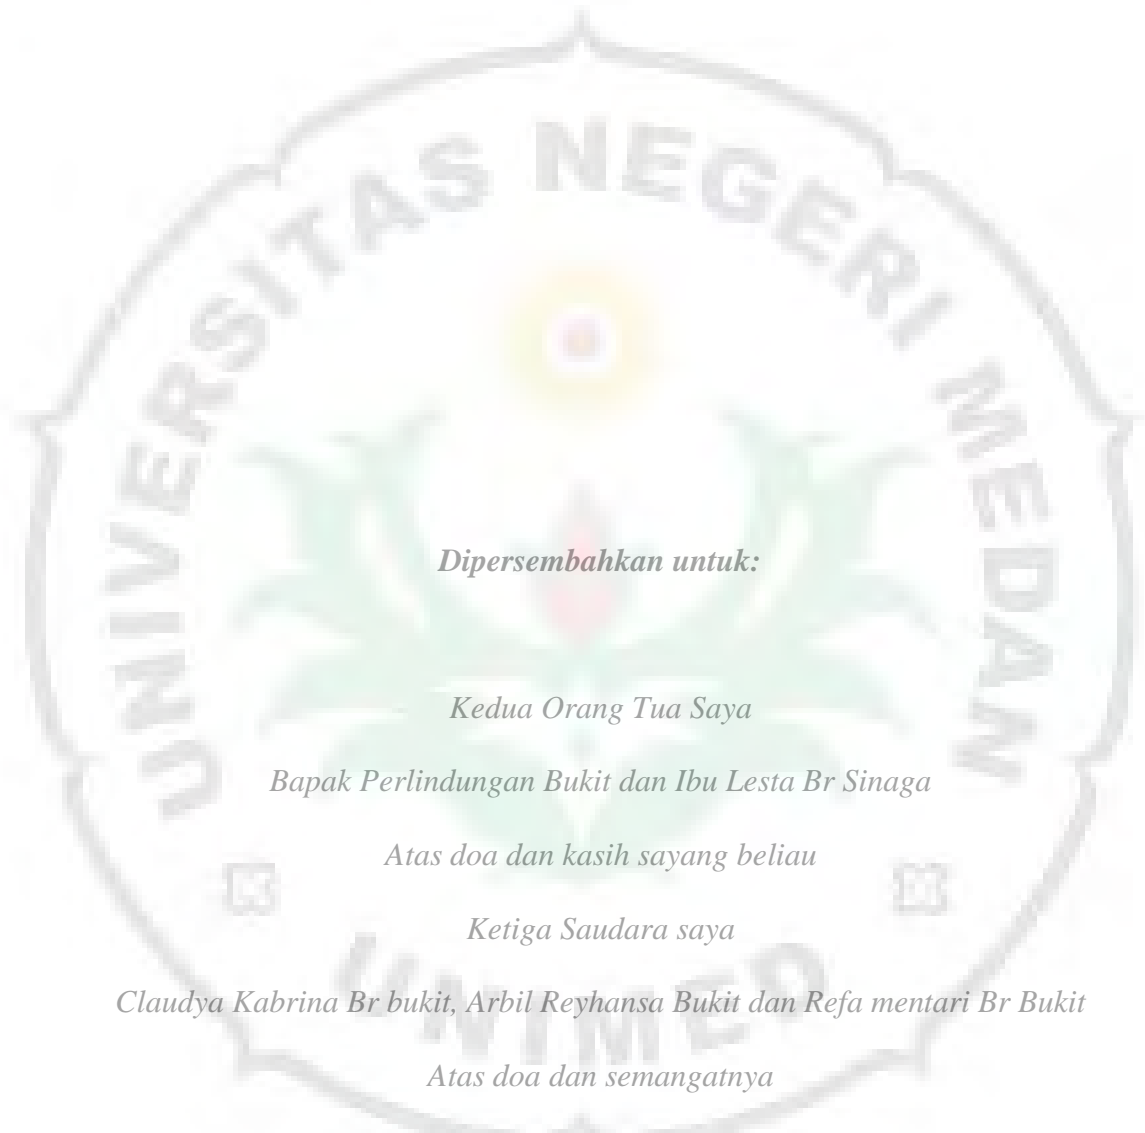 UNIVERSITAS NEGERI MEDAN
Dipersembahkan untuk:
Kedua Orang Tua Saya
Bapak Perlindungan Bukit dan Ibu Lesta Br Sinaga
Atas doa dan kasih sayang beliau
Ketiga Saudara saya
Claudya Kabrina Br bukit, Arbil Reyhansa Bukit dan Refa mentari Br Bukit
Atas doa dan semangatnya
UNIMED